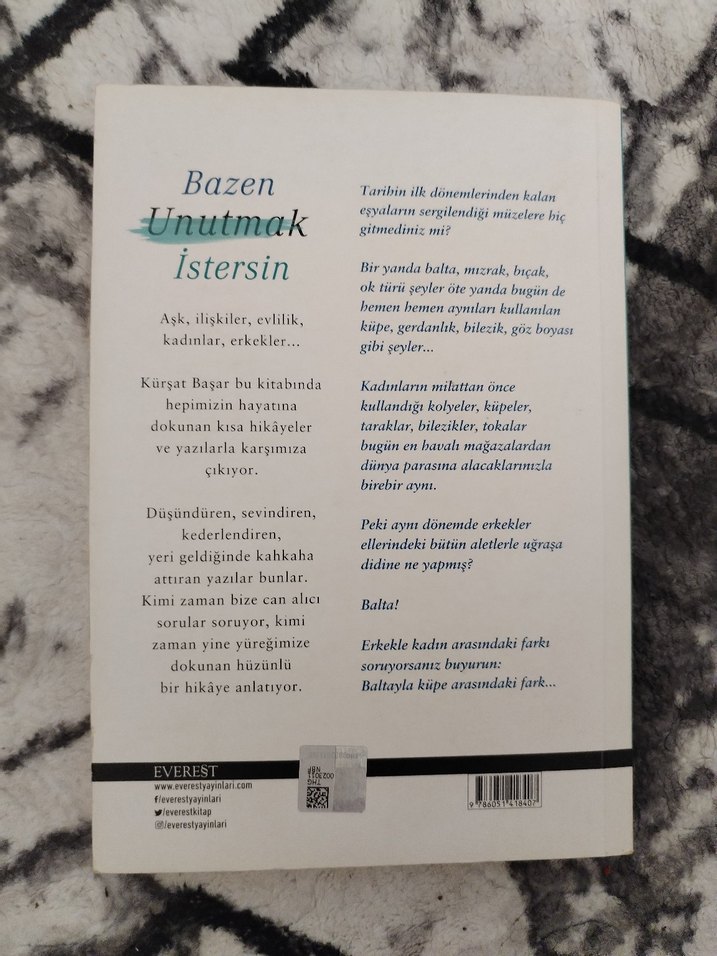 Bazen
Unutmak
İstersin
Aşk, ilişkiler, evlilik,
kadınlar, erkekler...
Kürşat Başar bu kitabında
hepimizin hayatına
dokunan kısa hikâyeler
ve yazılarla karşımıza
çıkıyor.
Düşündüren, sevindiren,
kederlendiren,
yeri geldiğinde kahkaha
attıran yazılar bunlar.
Kimi zaman bize can alıcı
sorular soruyor, kimi
zaman yine yüreğimize
dokunan hüzünlü
bir hikâye anlatıyor.
Tarihin ilk dönemlerinden kalan
eşyaların sergilendiği müzelere hiç
gitmediniz mi?
Bir yanda balta, mızrak, bıçak,
ok türü şeyler öte yanda bugün de
hemen hemen aynıları kullanılan
küpe, gerdanlık, bilezik, göz boyası
gibi şeyler...
Kadınların milattan önce
kullandığı kolyeler, küpeler,
taraklar, bilezikler, tokalar
bugün en havalı mağazalardan
dünya parasına alacaklarınızla
birebir aynı.
Peki aynı dönemde erkekler
ellerindeki bütün aletlerle uğraşa
didine ne yapmış?
Balta!
Erkekle kadın arasındaki farkı
soruyorsanız buyurun:
Baltayla küpe arasındaki fark...
EVEREST
www.everestyayinlari.com
/everestyayinlari
/everestkitap
/everestyayinlari
THG
0023011
NBP
9 786051 418407